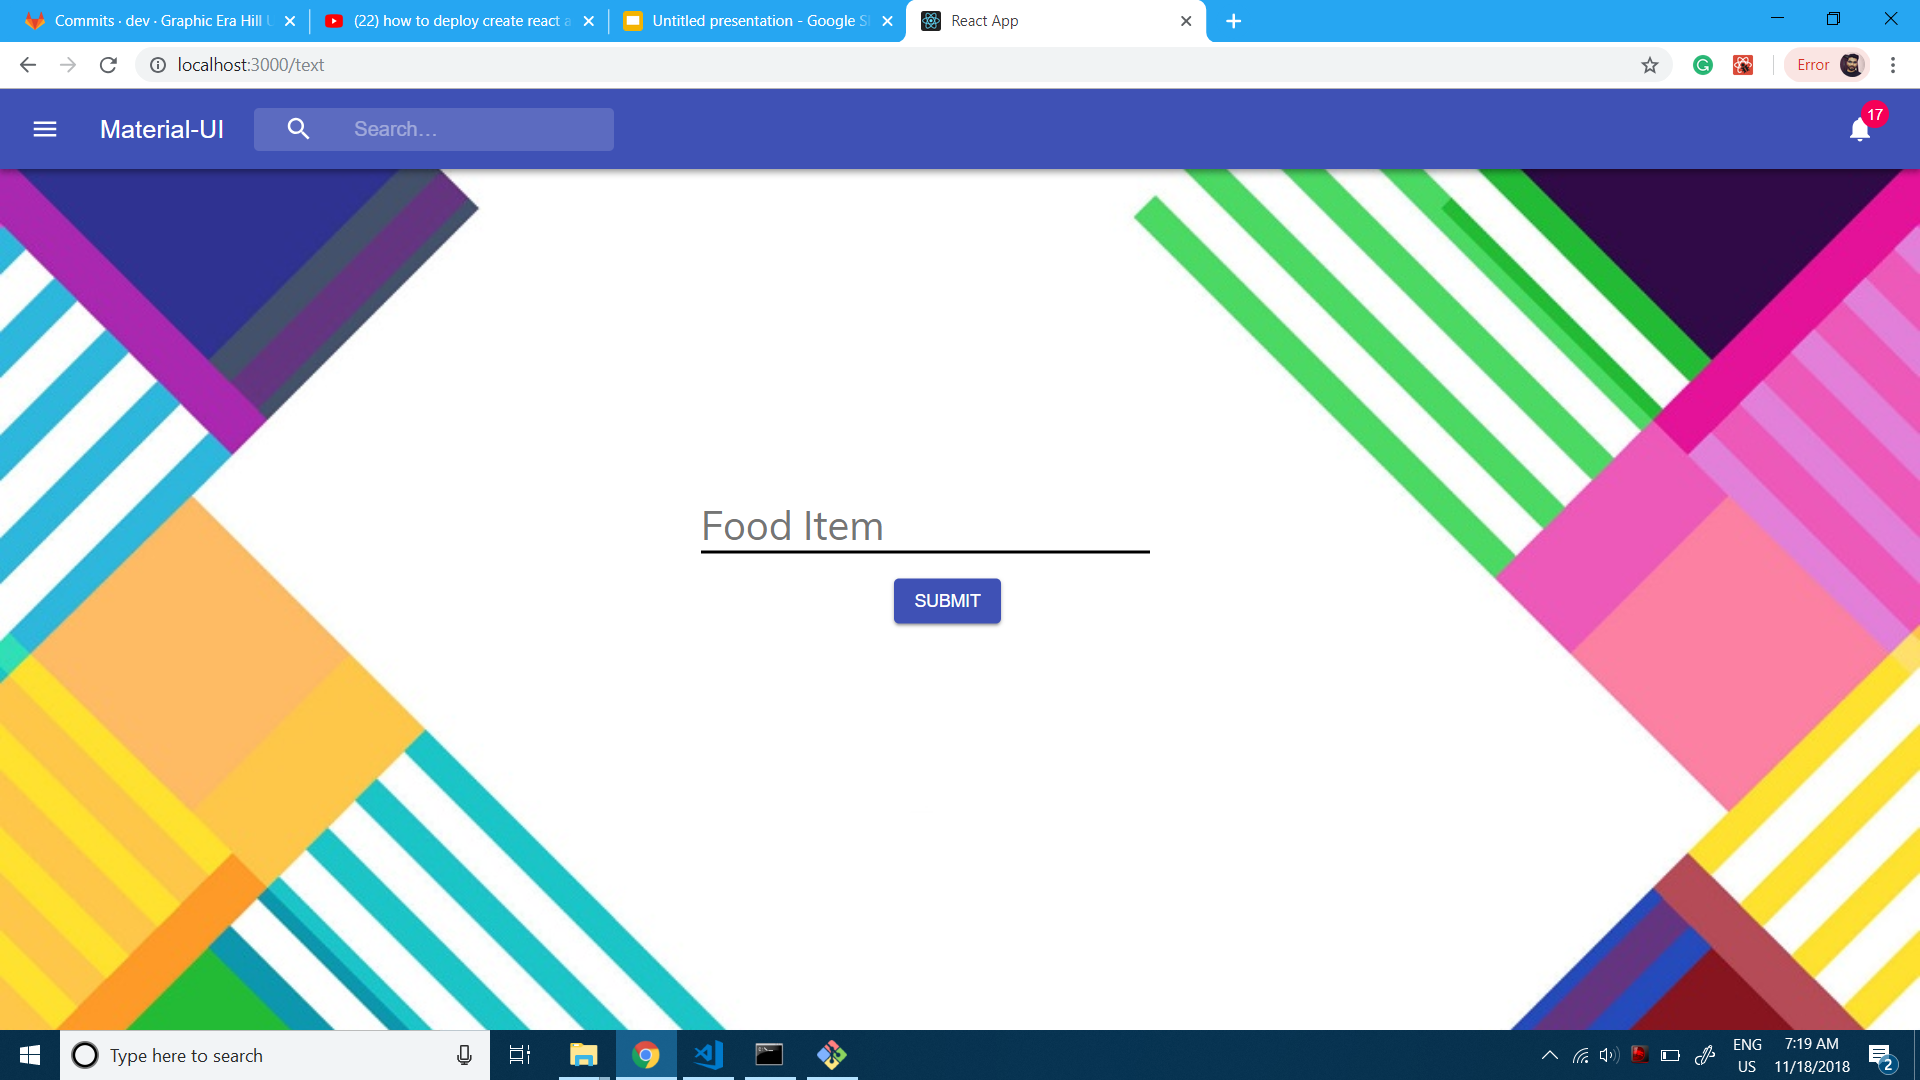 Commits · dev · Graphic Era Hill U
(22) how to deploy create react a
Untitled presentation - Google Sl
React App
localhost:3000/text
Error
Material-UI
Search...
17
Food Item
SUBMIT
Type here to search
ENG
US
7:19 AM
11/18/2018
2